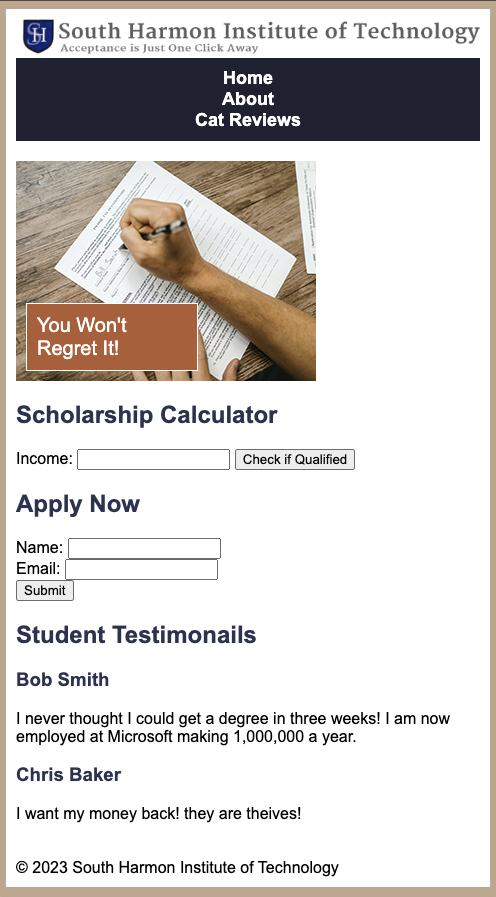 SH
South Harmon Institute of Technology
Acceptance is Just One Click Away
Home
About
Cat Reviews
You Won't
Regret It!
Scholarship Calculator
Income:
Check if Qualified
Apply Now
Name:
Email:
Submit
Student Testimonails
Bob Smith
I never thought I could get a degree in three weeks! I am now
employed at Microsoft making 1,000,000 a year.
Chris Baker
I want my money back! they are theives!
© 2023 South Harmon Institute of Technology